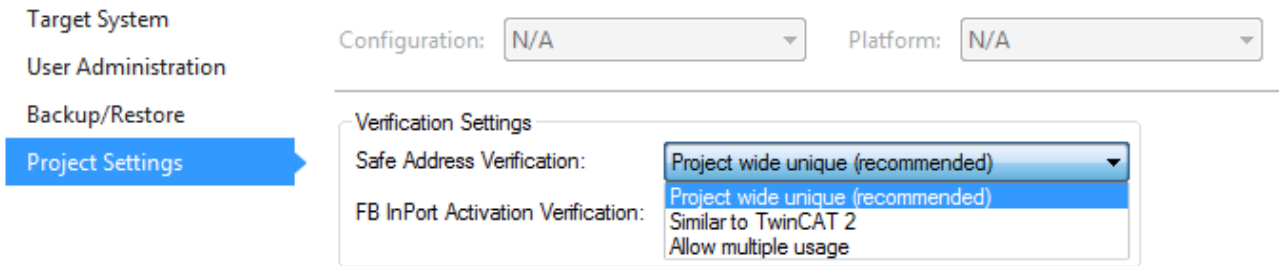 Target System
User Administration
Backup/Restore
Project Settings
Configuration: N/A Platform: N/A
Verification Settings
Safe Address Verification: Project wide unique (recommended)
Project wide unique (recommended)
FB InPort Activation Verification: Similar to TwinCAT 2
Allow multiple usage